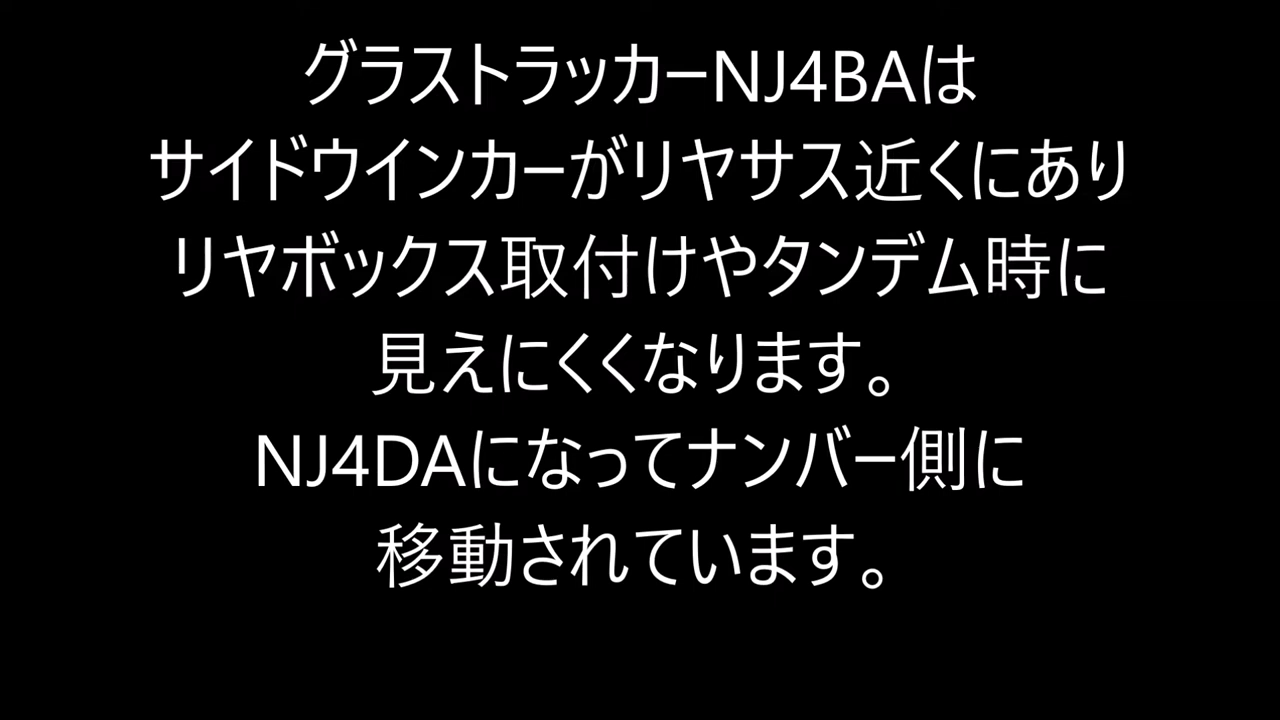 グラストラッカーNJ4BAは
サイドウインカーがリヤサス近くにあり
リヤボックス取付けやタンデム時に
見えにくくなります。
NJ4DAになってナンバー側に
移動されています。